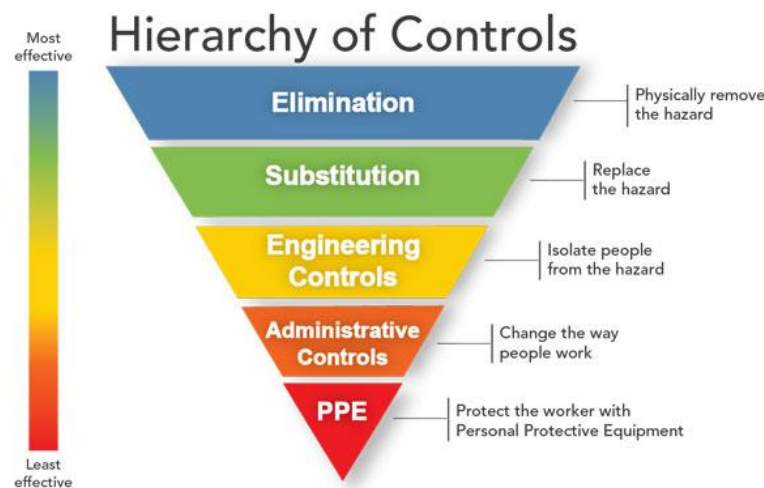 Hierarchy of Controls
Most
effective
Elimination
Physically remove
the hazard
Substitution
Replace
the hazard
Engineering
Controls
Isolate people
from the hazard
Administrative
Controls
Change the way
people work
PPE
Protect the worker with
Personal Protective Equipment
Least
effective